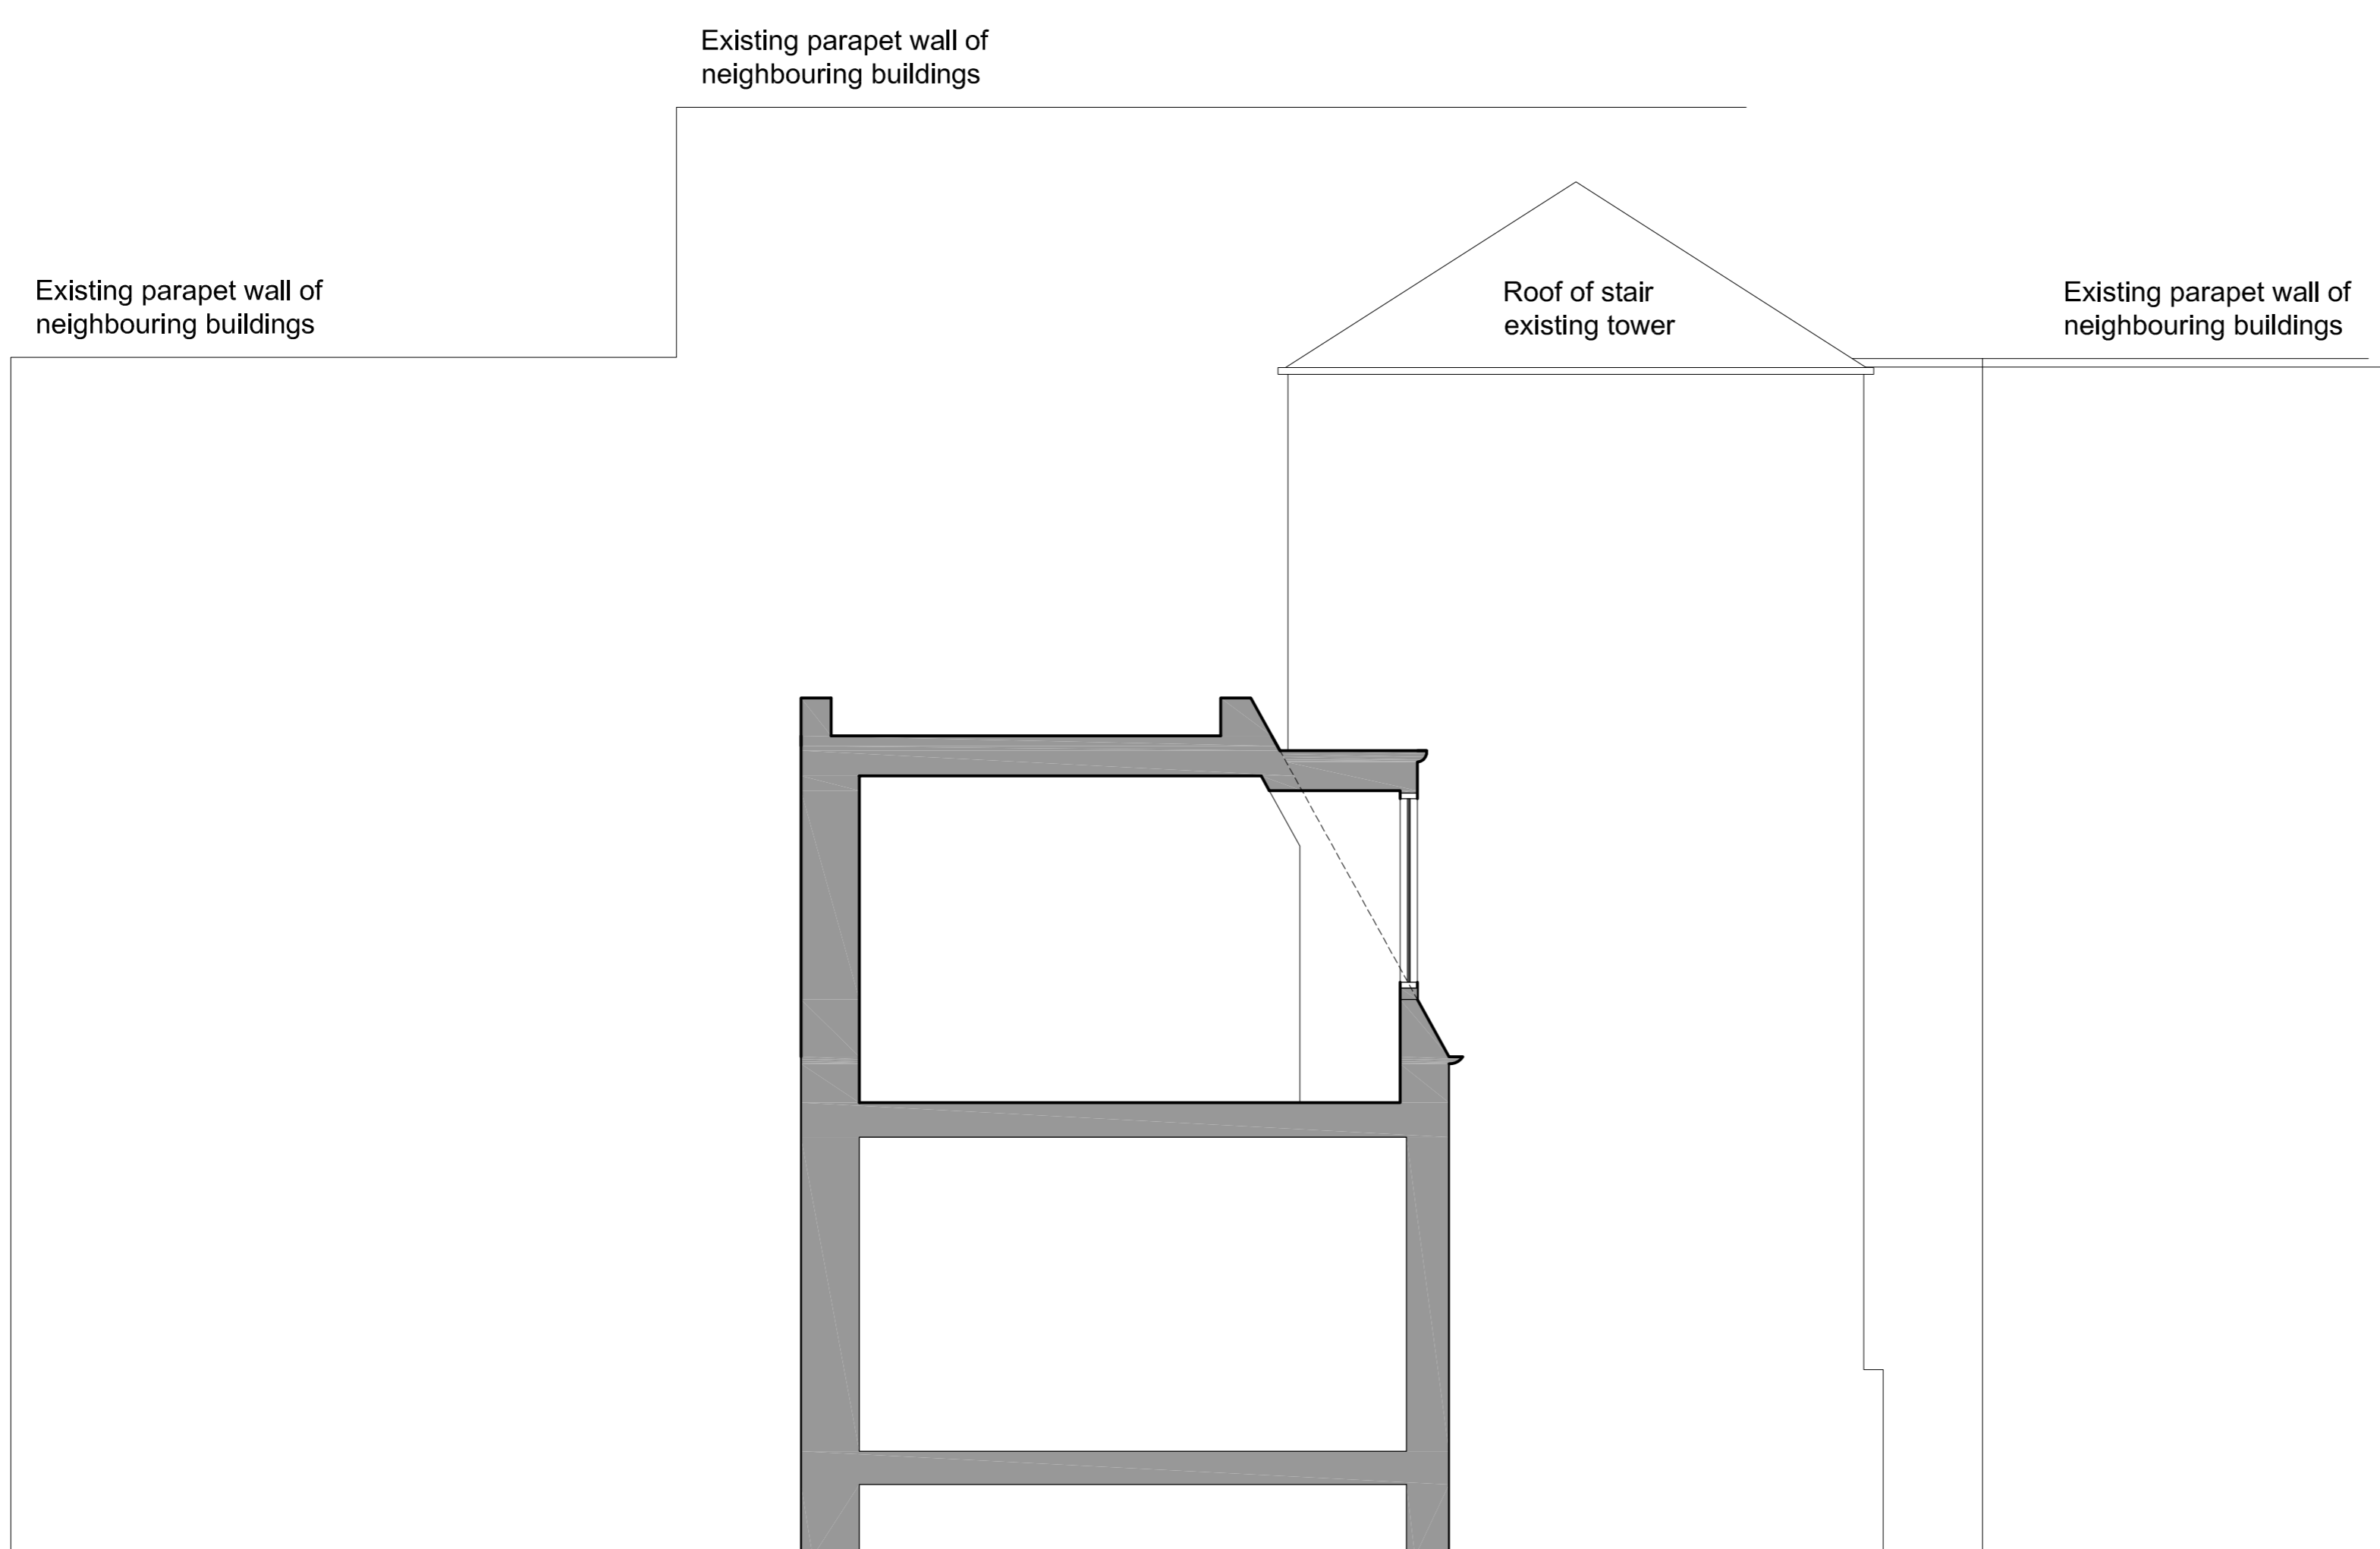 Existing parapet wall of
neighbouring buildings
Existing parapet wall of
neighbouring buildings
Roof of stair
existing tower
Existing parapet wall of
neighbouring buildings